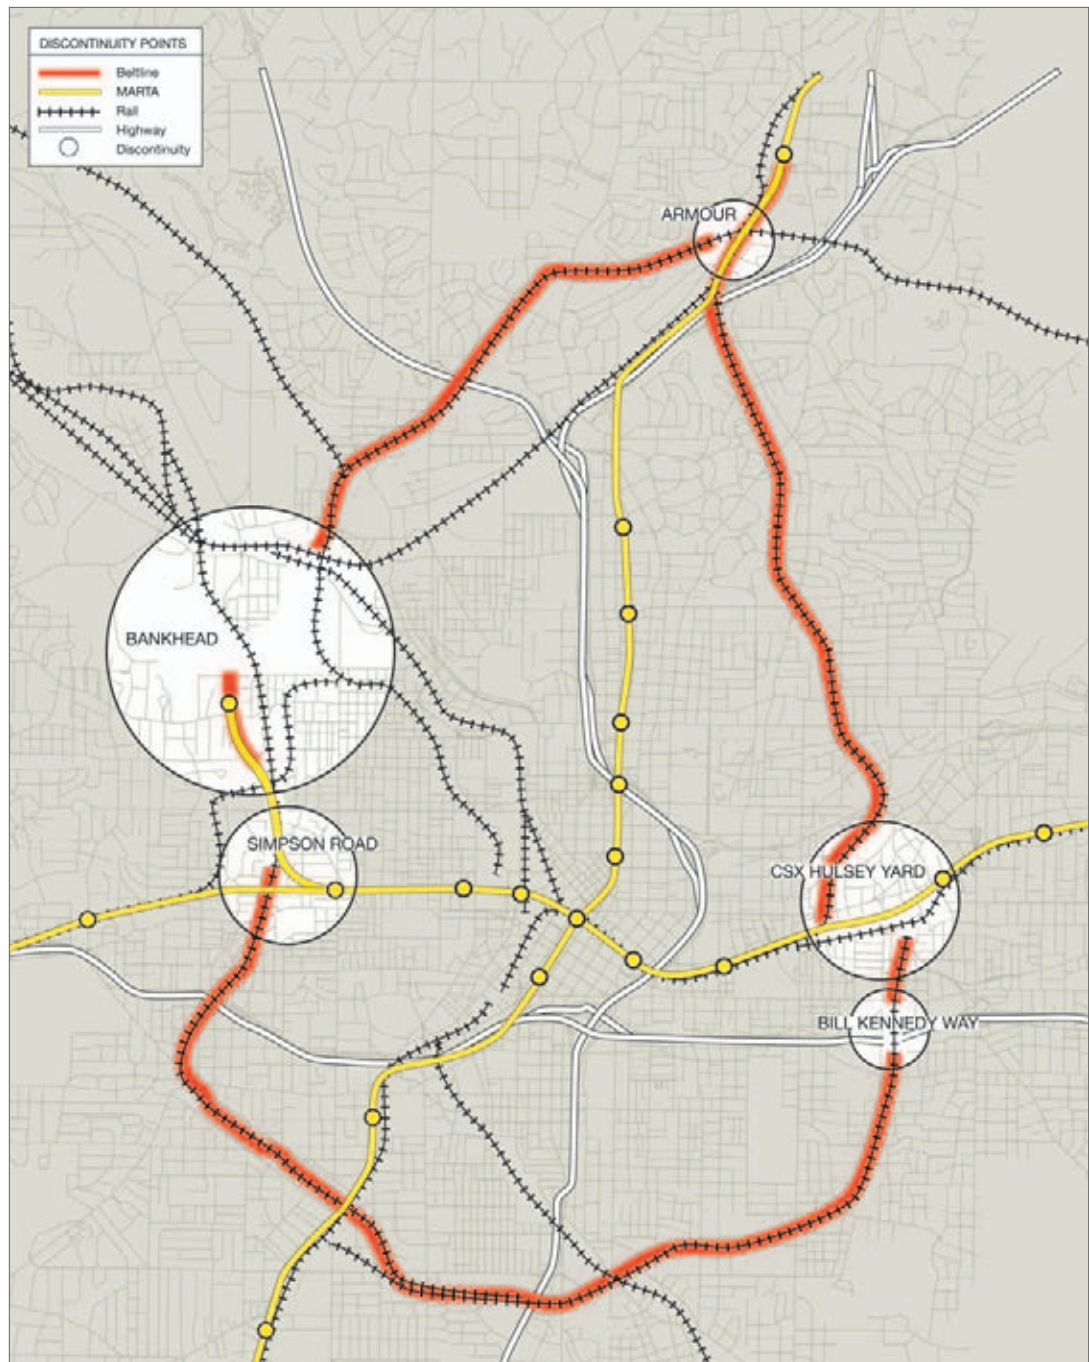 DISCONTINUITY POINTS
Beltline
MARTA
Rail
Highway
Discontinuity
ARMOUR
BANKHEAD
SIMPSON ROAD
CSX HULSEY YARD
BILL KENNEDY WAY